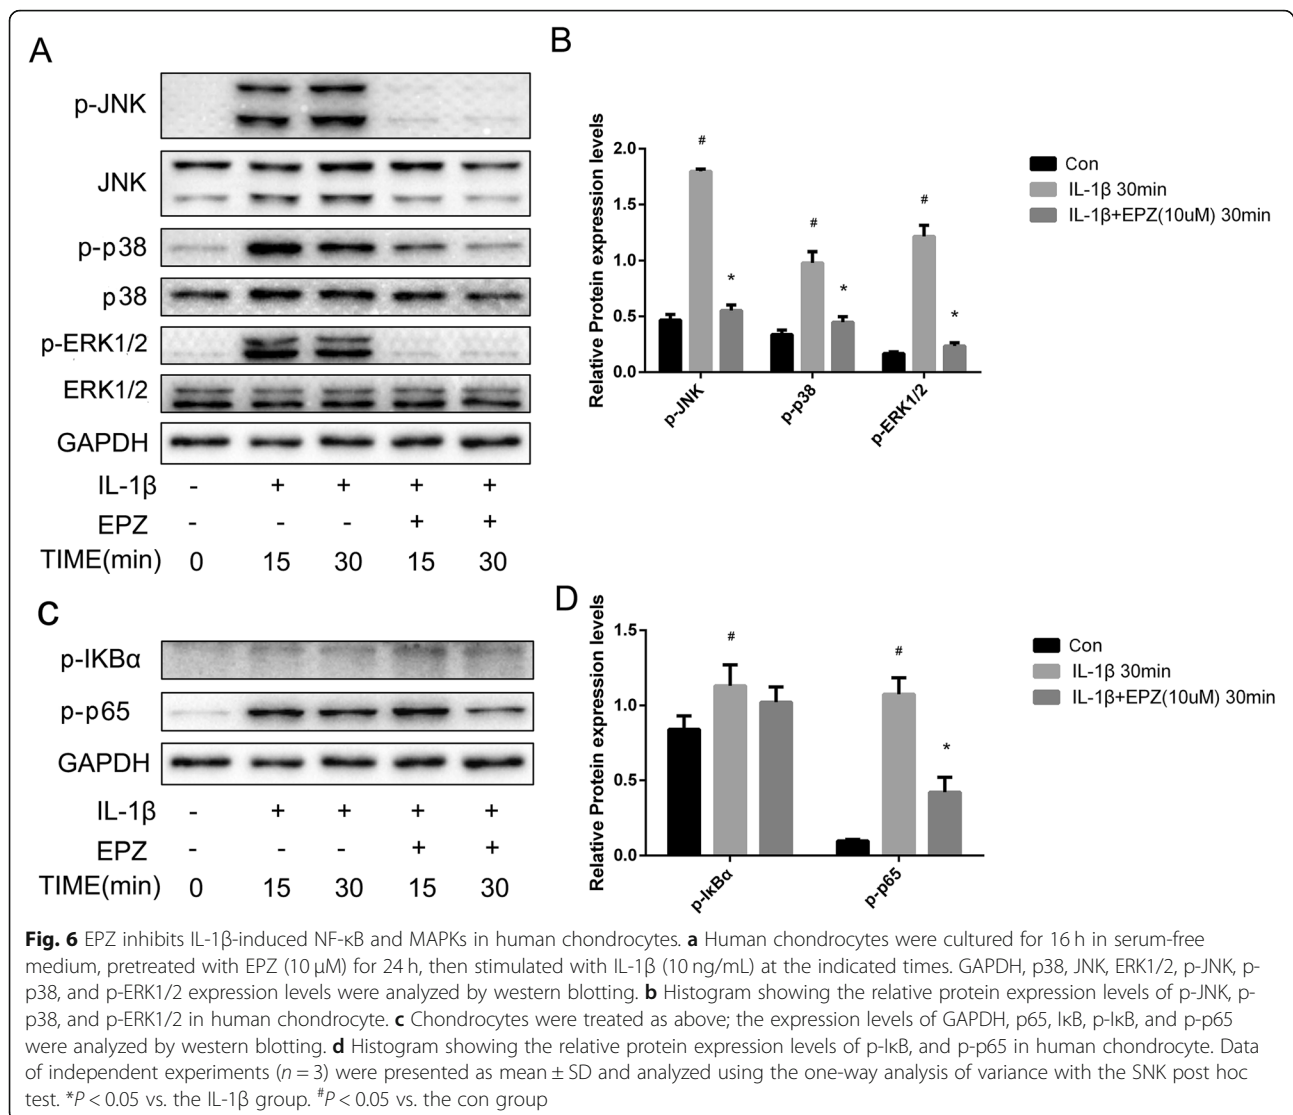 A
p-JNK
JNK
p-p38
p38
p-ERK1/2
ERK1/2
GAPDH
IL-1β - + + + +
EPZ - - - + +
TIME(min) 0 15 30 15 30
B
Relative Protein expression levels
2.0
1.5
1.0
0.5
0.0
# * # * # *
p-JNK
p-p38
p-ERK1/2
Con
IL-1β 30min
IL-1β+EPZ(10uM) 30min
C
p-IKBα
p-p65
GAPDH
IL-1β - + + + +
EPZ - - - + +
TIME(min) 0 15 30 15 30
D
Relative Protein expression levels
1.5
1.0
0.5
0.0
# # *
p-IκBα
p-p65
Con
IL-1β 30min
IL-1β+EPZ(10uM) 30min
Fig. 6 EPZ inhibits IL-1β-induced NF-κB and MAPKs in human chondrocytes. a Human chondrocytes were cultured for 16 h in serum-free
medium, pretreated with EPZ (10 μM) for 24 h, then stimulated with IL-1β (10 ng/mL) at the indicated times. GAPDH, p38, JNK, ERK1/2, p-JNK, p-
p38, and p-ERK1/2 expression levels were analyzed by western blotting. b Histogram showing the relative protein expression levels of p-JNK, p-
p38, and p-ERK1/2 in human chondrocyte. c Chondrocytes were treated as above; the expression levels of GAPDH, p65, IκB, p-IκB, and p-p65
were analyzed by western blotting. d Histogram showing the relative protein expression levels of p-IκB, and p-p65 in human chondrocyte. Data
of independent experiments (n = 3) were presented as mean ± SD and analyzed using the one-way analysis of variance with the SNK post hoc
test. *P < 0.05 vs. the IL-1β group. #P < 0.05 vs. the con group